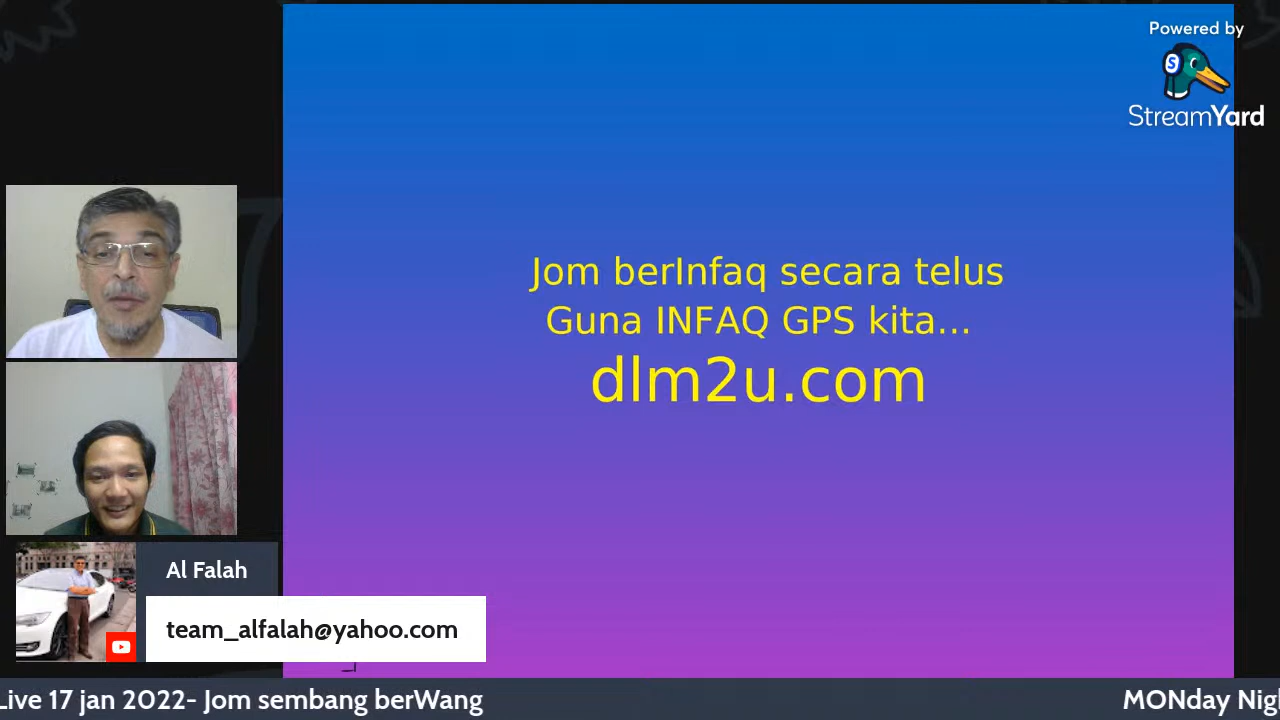 Powered by
StreamYard
Jom berInfaq secara telus
Guna INFAQ GPS kita...
dlm2u.com
Al Falah
team_alfalah@yahoo.com
Live 17 jan 2022- Jom sembang berWang
MONday Nig